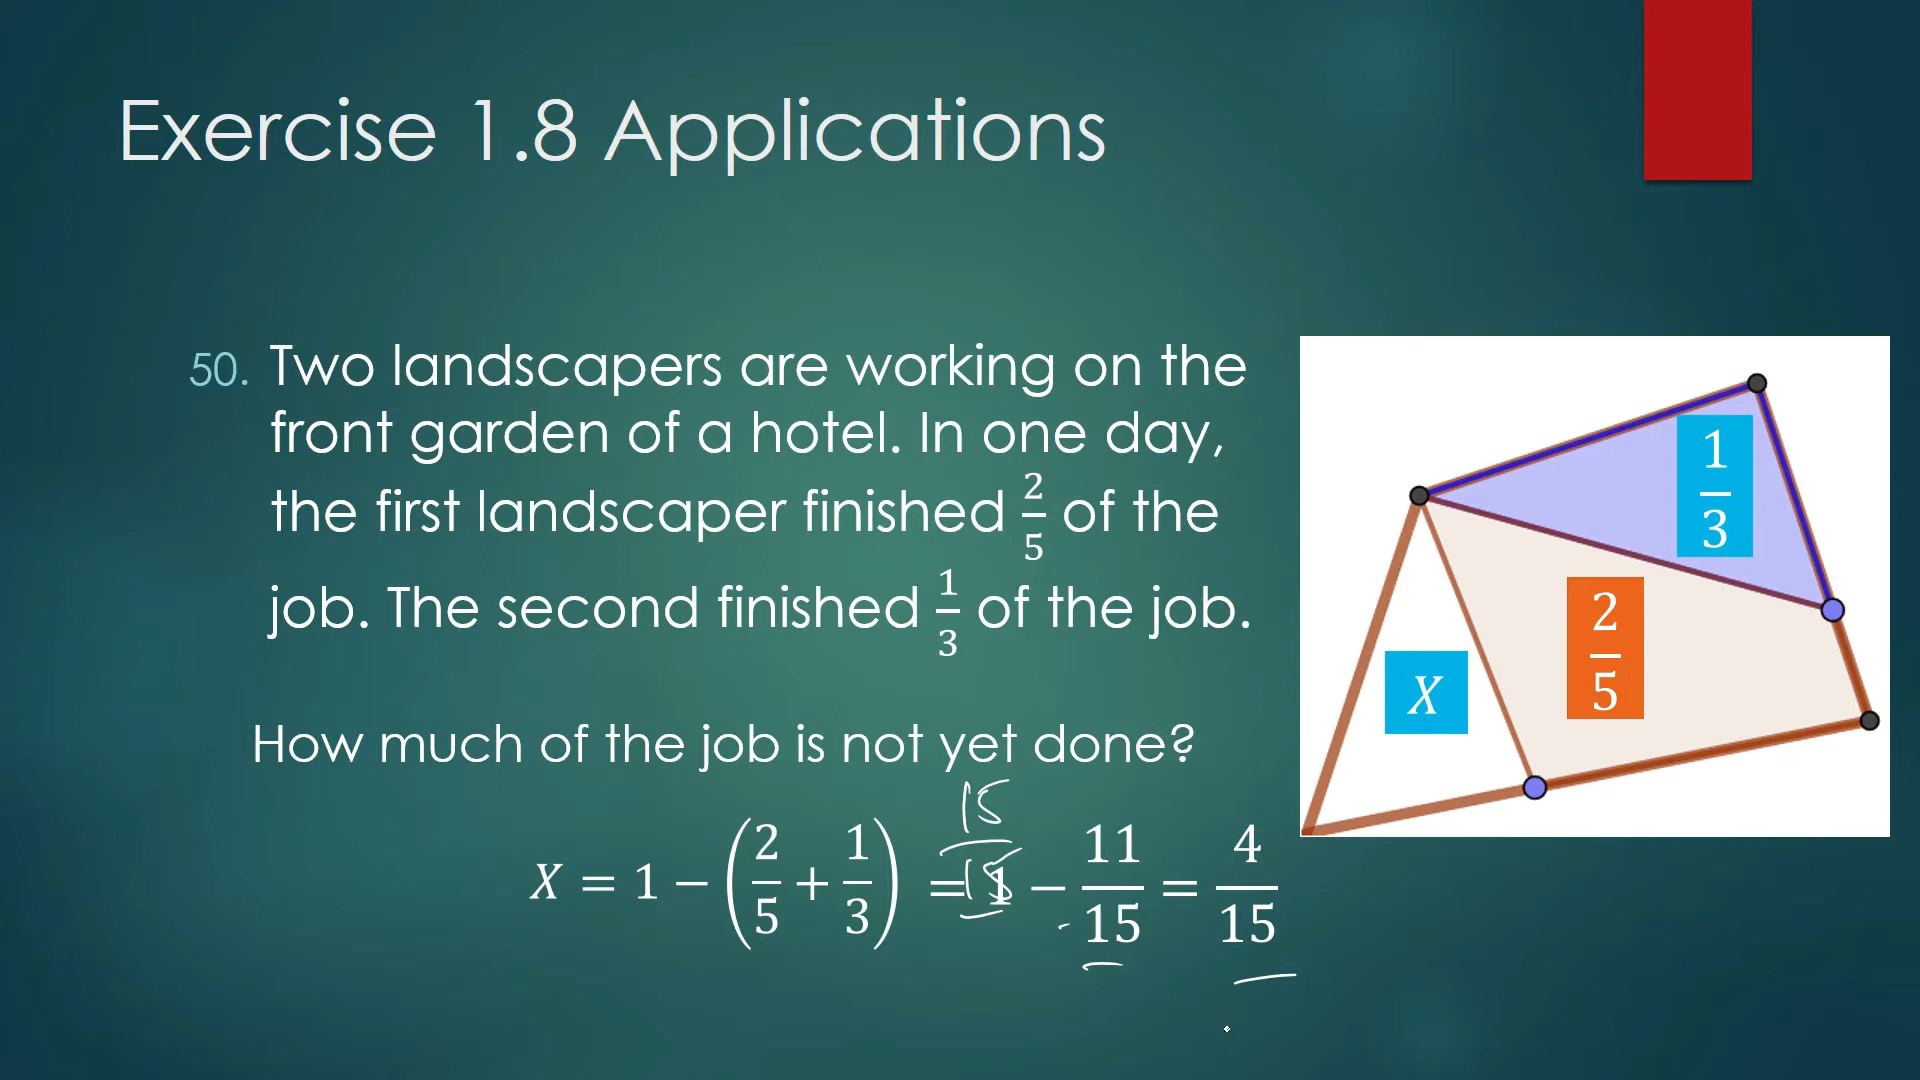 Exercise 1.8 Applications
50. Two landscapers are working on the
front garden of a hotel. In one day,
the first landscaper finished 2/5 of the
job. The second finished 1/3 of the job.
How much of the job is not yet done?
X = 1 − (2/5 + 1/3) = 1 − 11/15 = 4/15
15/15
1/3
2/5
X